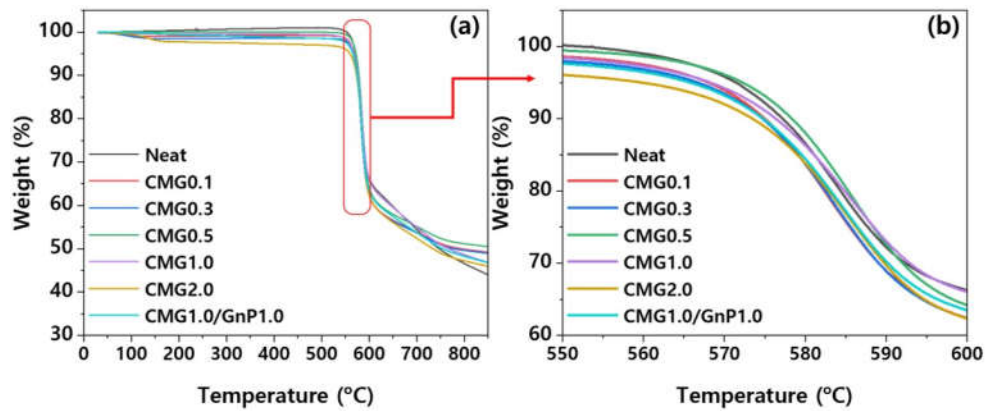 (a)
100
90
80
70
60
50
40
30
Weight (%)
Neat
CMG0.1
CMG0.3
CMG0.5
CMG1.0
CMG2.0
CMG1.0/GnP1.0
0 100 200 300 400 500 600 700 800
Temperature (ºC)
(b)
100
90
80
70
60
Weight (%)
Neat
CMG0.1
CMG0.3
CMG0.5
CMG1.0
CMG2.0
CMG1.0/GnP1.0
550 560 570 580 590 600
Temperature (ºC)